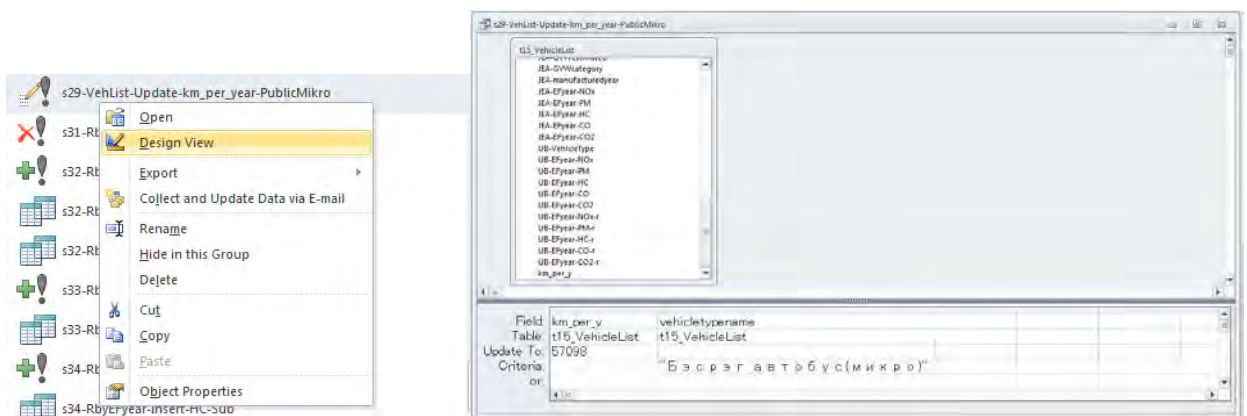 s29-VehList-Update-km_per_year-PublicMikro
s31-Rb
s32-Rb
s32-Rb
s32-Rb
s33-Rb
s33-Rb
s34-Rb
s34-RbyEFyear-Insert-HC-Sub
Open
Design View
Export
Collect and Update Data via E-mail
Rename
Hide in this Group
Delete
Cut
Copy
Paste
Object Properties
s29-VehList-Update-km_per_year-PublicMikro
t15_VehicleList
JEA-GVWcategory
JEA-manufacturedyear
JEA-EFyear-NOx
JEA-EFyear-PM
JEA-EFyear-HC
JEA-EFyear-CO
JEA-EFyear-CO2
UB-Vehicletype
UB-EFyear-NOx
UB-EFyear-PM
UB-EFyear-HC
UB-EFyear-CO
UB-EFyear-CO2
UB-EFyear-NOx-r
UB-EFyear-PM-r
UB-EFyear-HC-r
UB-EFyear-CO-r
UB-EFyear-CO2-r
km_per_y
Field: km_per_y vehicletypename
Table: t15_VehicleList t15_VehicleList
Update To: 57098
Criteria: "Бэсрэг автобус(микро)"
or: